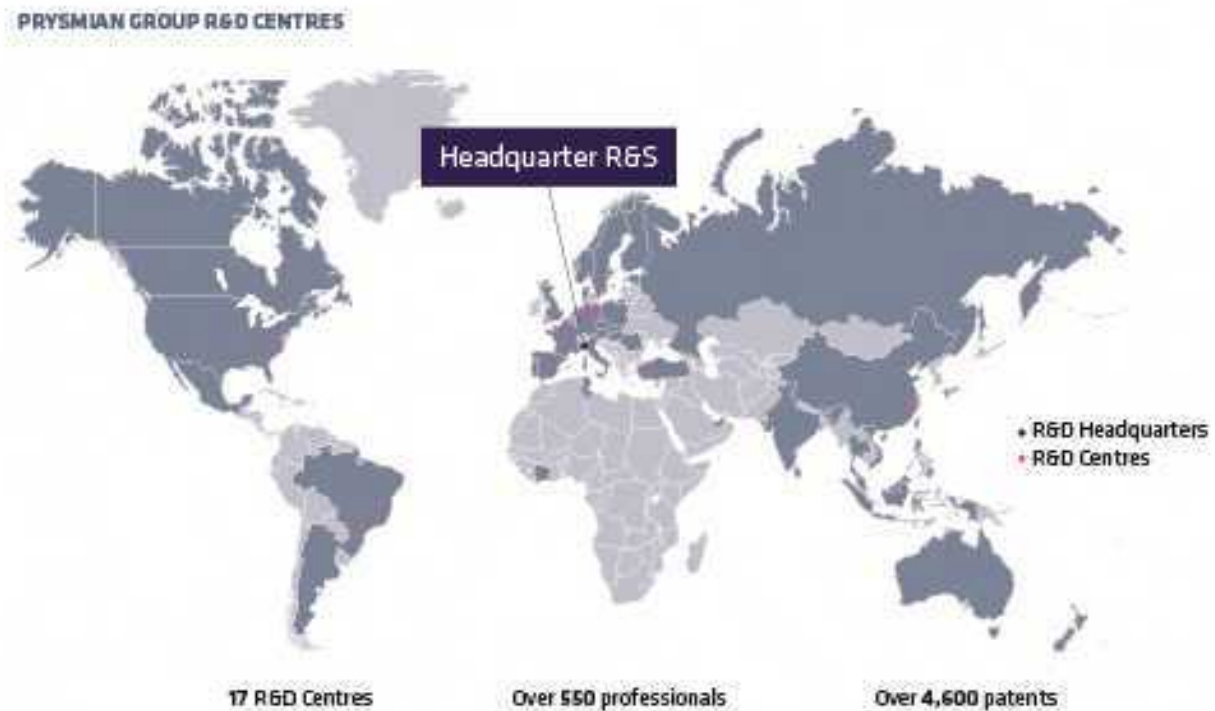 PRYSMIAN GROUP R&D CENTRES
Headquarter R&S
R&D Headquarters
R&D Centres
17 R&D Centres
Over 550 professionals
Over 4,600 patents